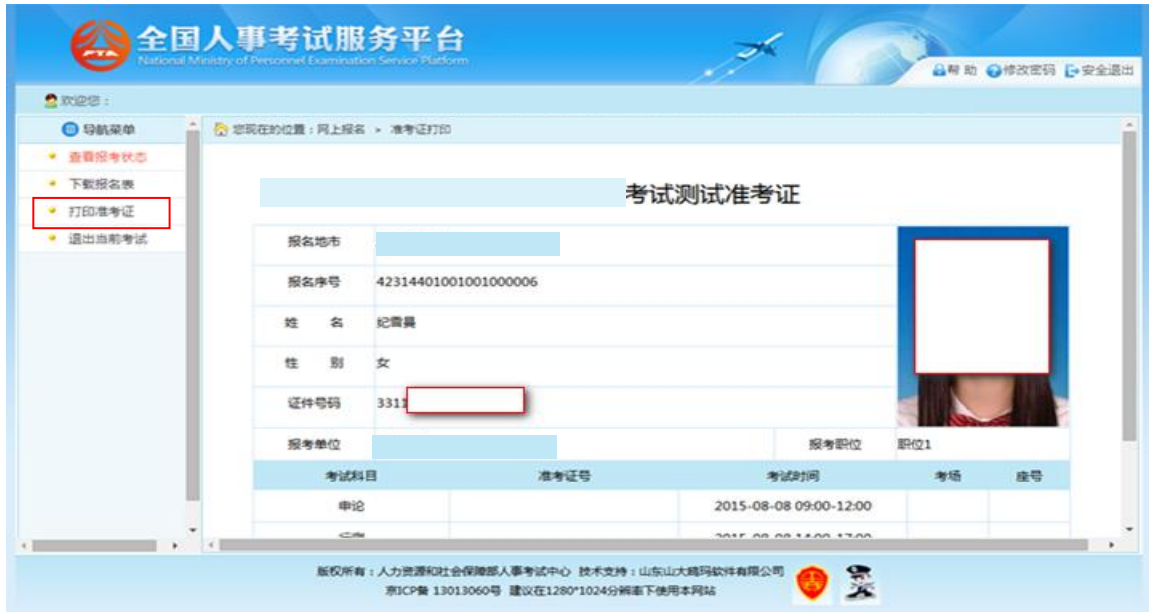 全国人事考试服务平台
National Ministry of Personnel Examination Service Platform
PTA
帮 助 修改密码 安全退出
欢迎您：
导航菜单
您现在的位置：网上报名 > 准考证打印
查看报考状态
下载报名表
打印准考证
退出当前考试
考试测试准考证
报名地市
报名序号 42314401001001000006
姓 名 妃雪曼
性 别 女
证件号码 3311
报考单位 报考职位 职位1
考试科目 准考证号 考试时间 考场 座号
申论 2015-08-08 09:00-12:00
2015-08-08 14:00-17:00
版权所有：人力资源和社会保障部人事考试中心 技术支持：山东山大鸥玛软件有限公司
京ICP备 13013060号 建议在1280*1024分辨率下使用本网站